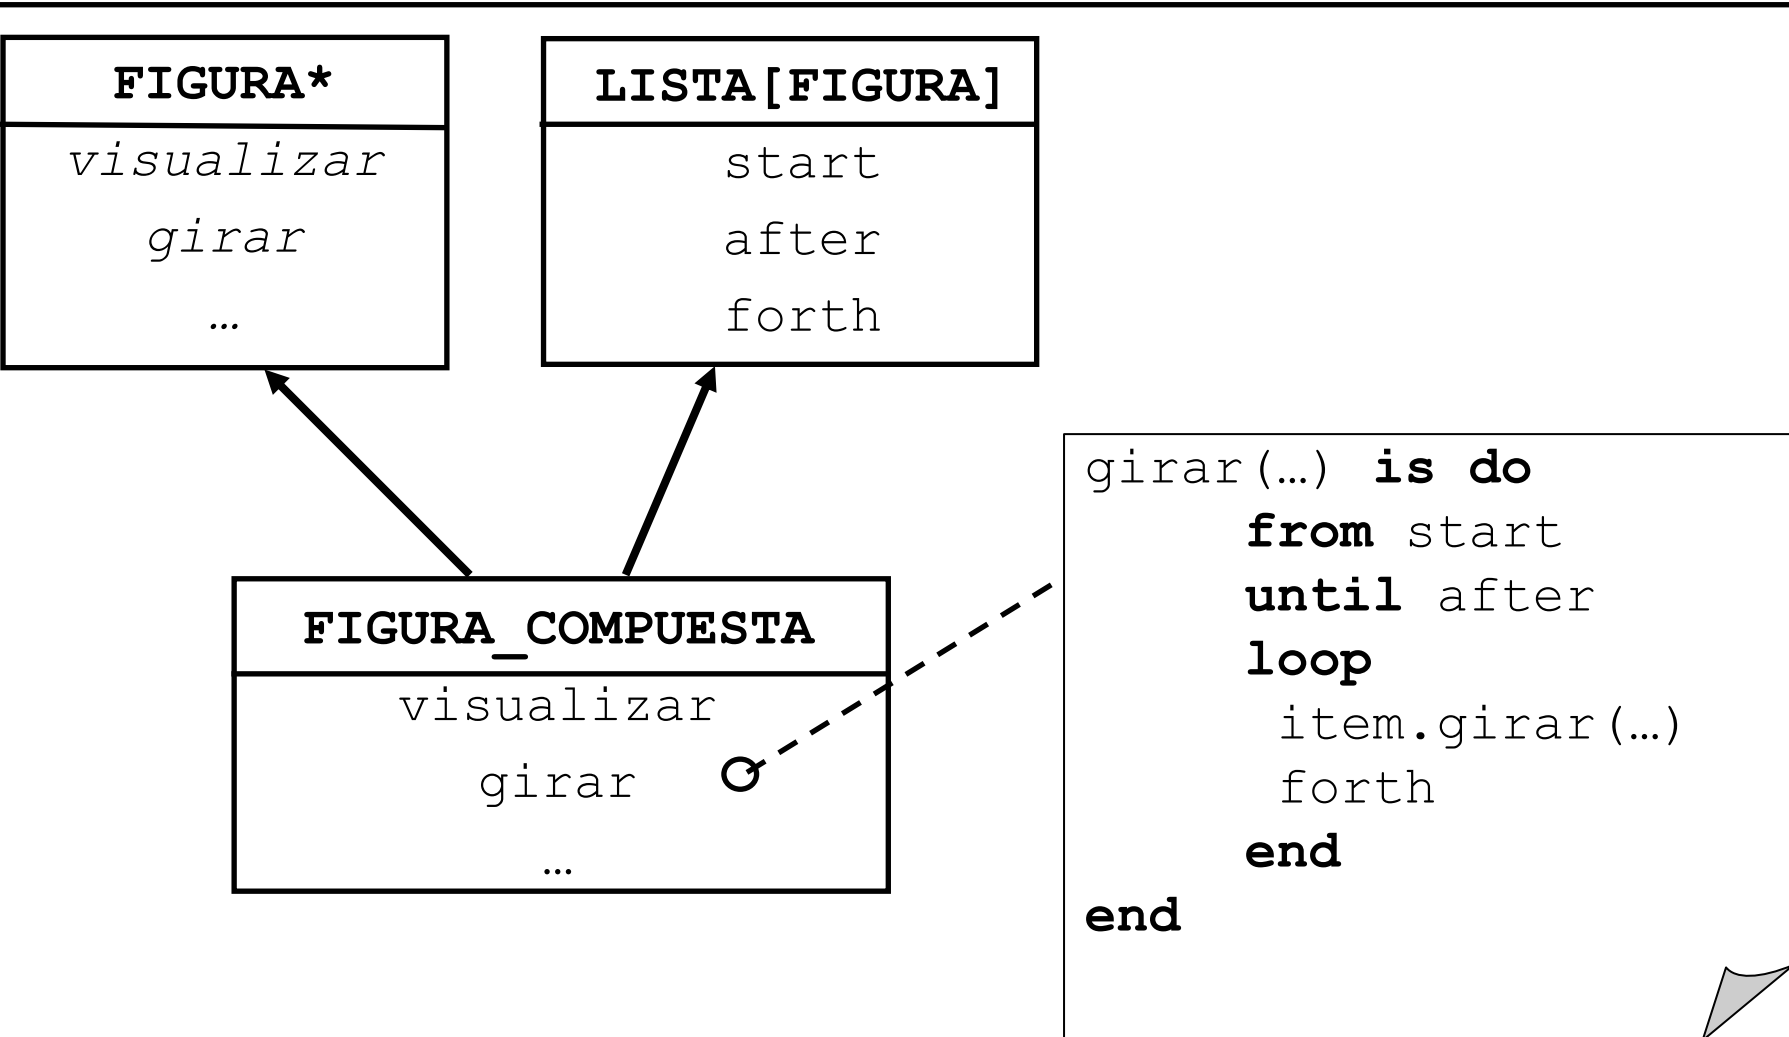 FIGURA*
visualizar
girar
…
LISTA[FIGURA]
start
after
forth
FIGURA_COMPUESTA
visualizar
girar
…
girar(…) is do
from start
until after
loop
item.girar(…)
forth
end
end